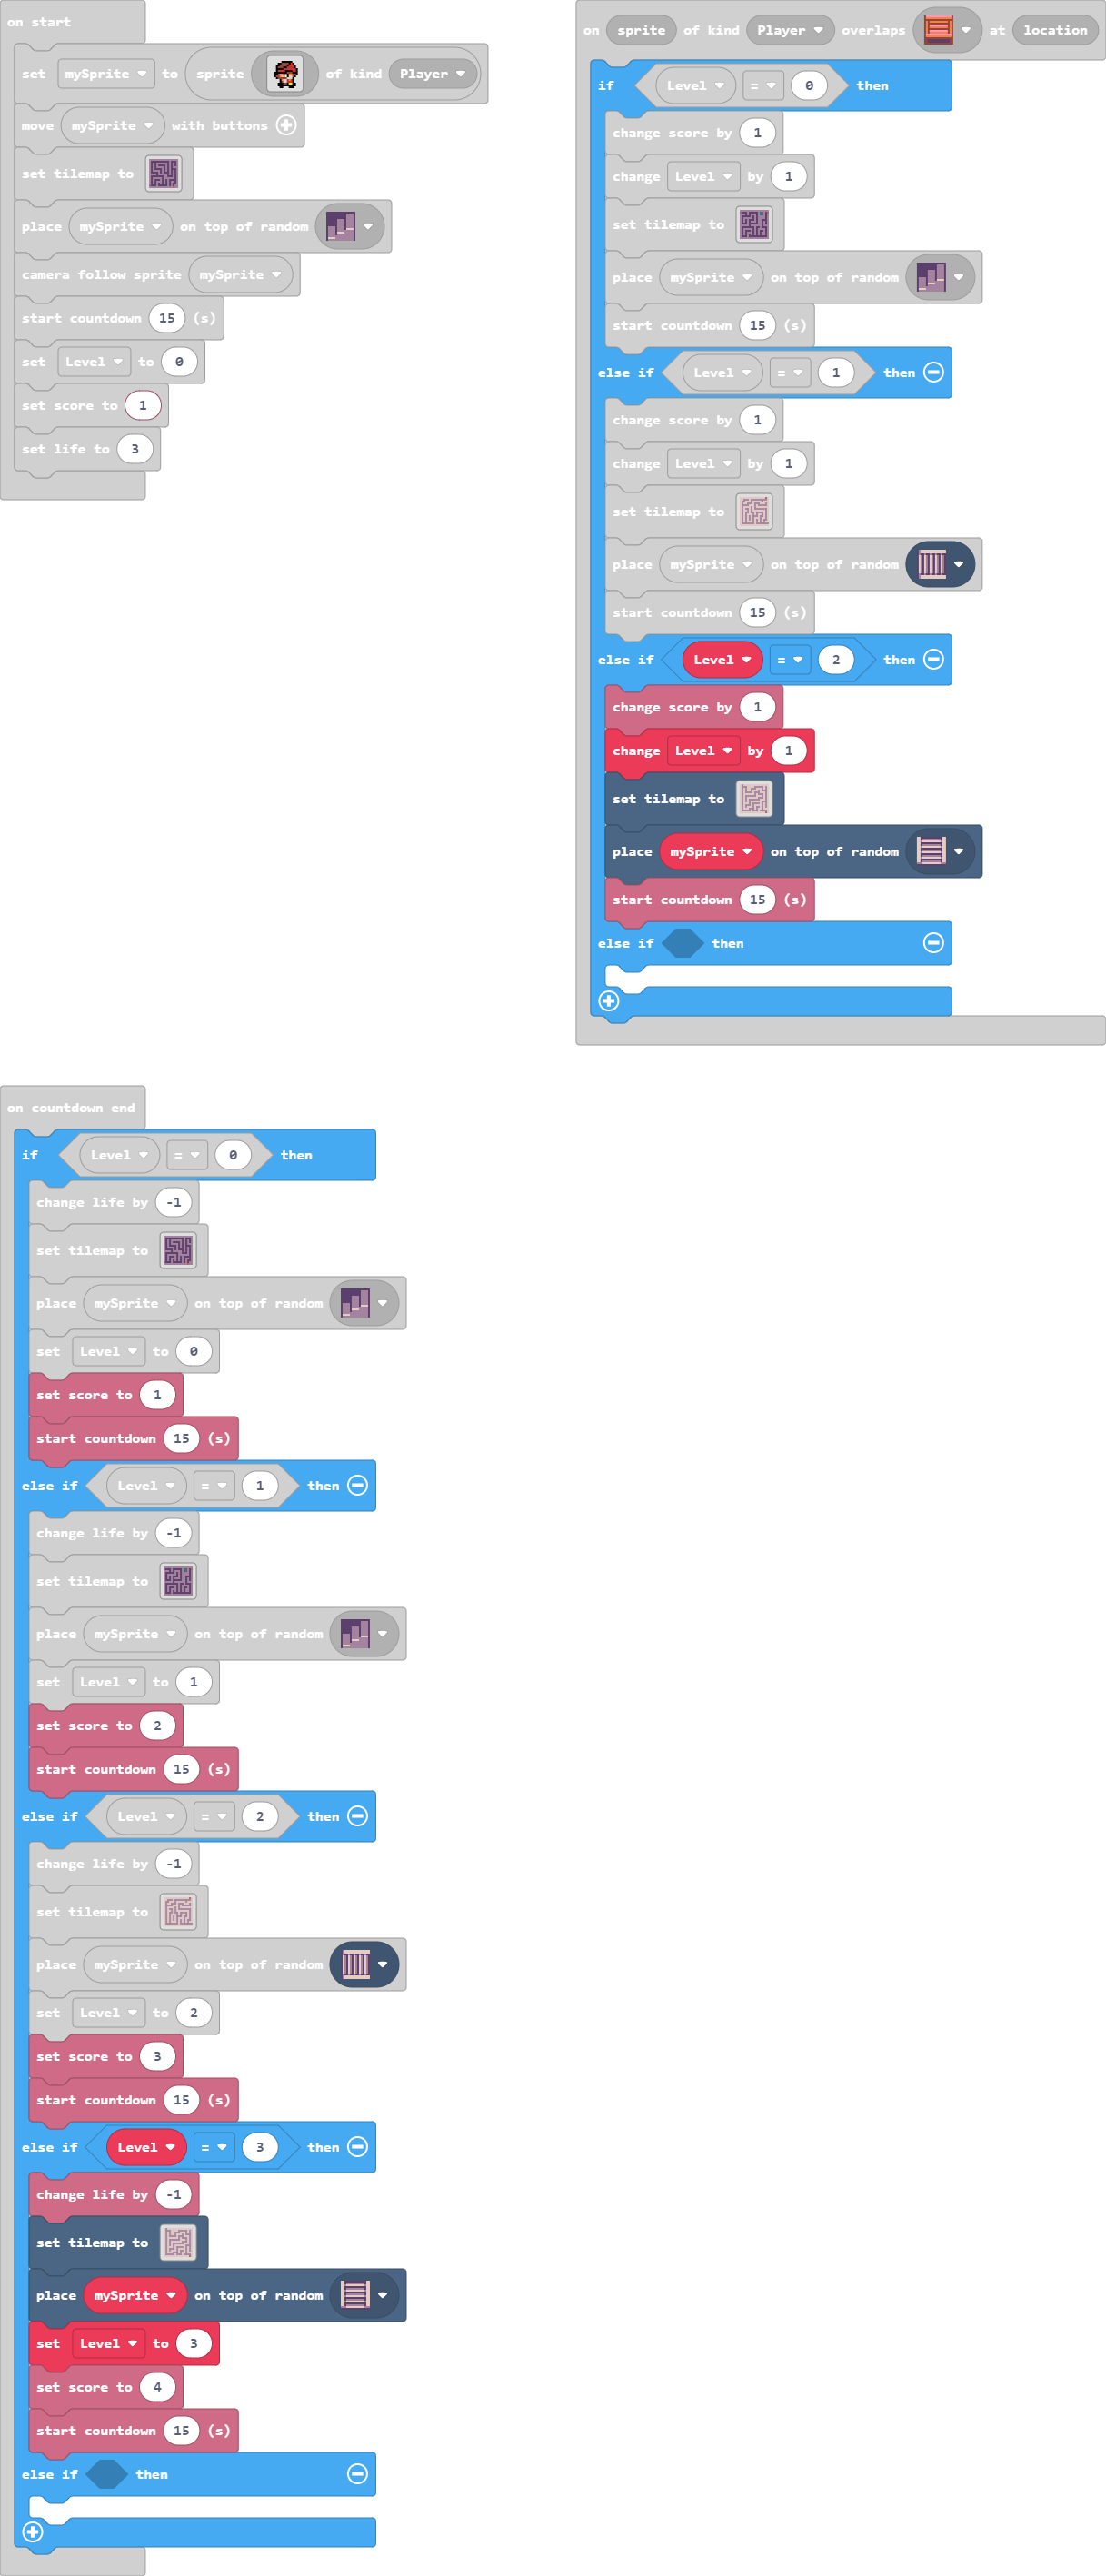 on start
set mySprite to sprite of kind Player
move mySprite with buttons
set tilemap to
place mySprite on top of random
camera follow sprite mySprite
start countdown 15 (s)
set Level to 0
set score to 1
set life to 3
on sprite of kind Player overlaps at location
if Level = 0 then
change score by 1
change Level by 1
set tilemap to
place mySprite on top of random
start countdown 15 (s)
else if Level = 1 then
change score by 1
change Level by 1
set tilemap to
place mySprite on top of random
start countdown 15 (s)
else if Level = 2 then
change score by 1
change Level by 1
set tilemap to
place mySprite on top of random
start countdown 15 (s)
else if then
on countdown end
if Level = 0 then
change life by -1
set tilemap to
place mySprite on top of random
set Level to 0
set score to 1
start countdown 15 (s)
else if Level = 1 then
change life by -1
set tilemap to
place mySprite on top of random
set Level to 1
set score to 2
start countdown 15 (s)
else if Level = 2 then
change life by -1
set tilemap to
place mySprite on top of random
set Level to 2
set score to 3
start countdown 15 (s)
else if Level = 3 then
change life by -1
set tilemap to
place mySprite on top of random
set Level to 3
set score to 4
start countdown 15 (s)
else if then